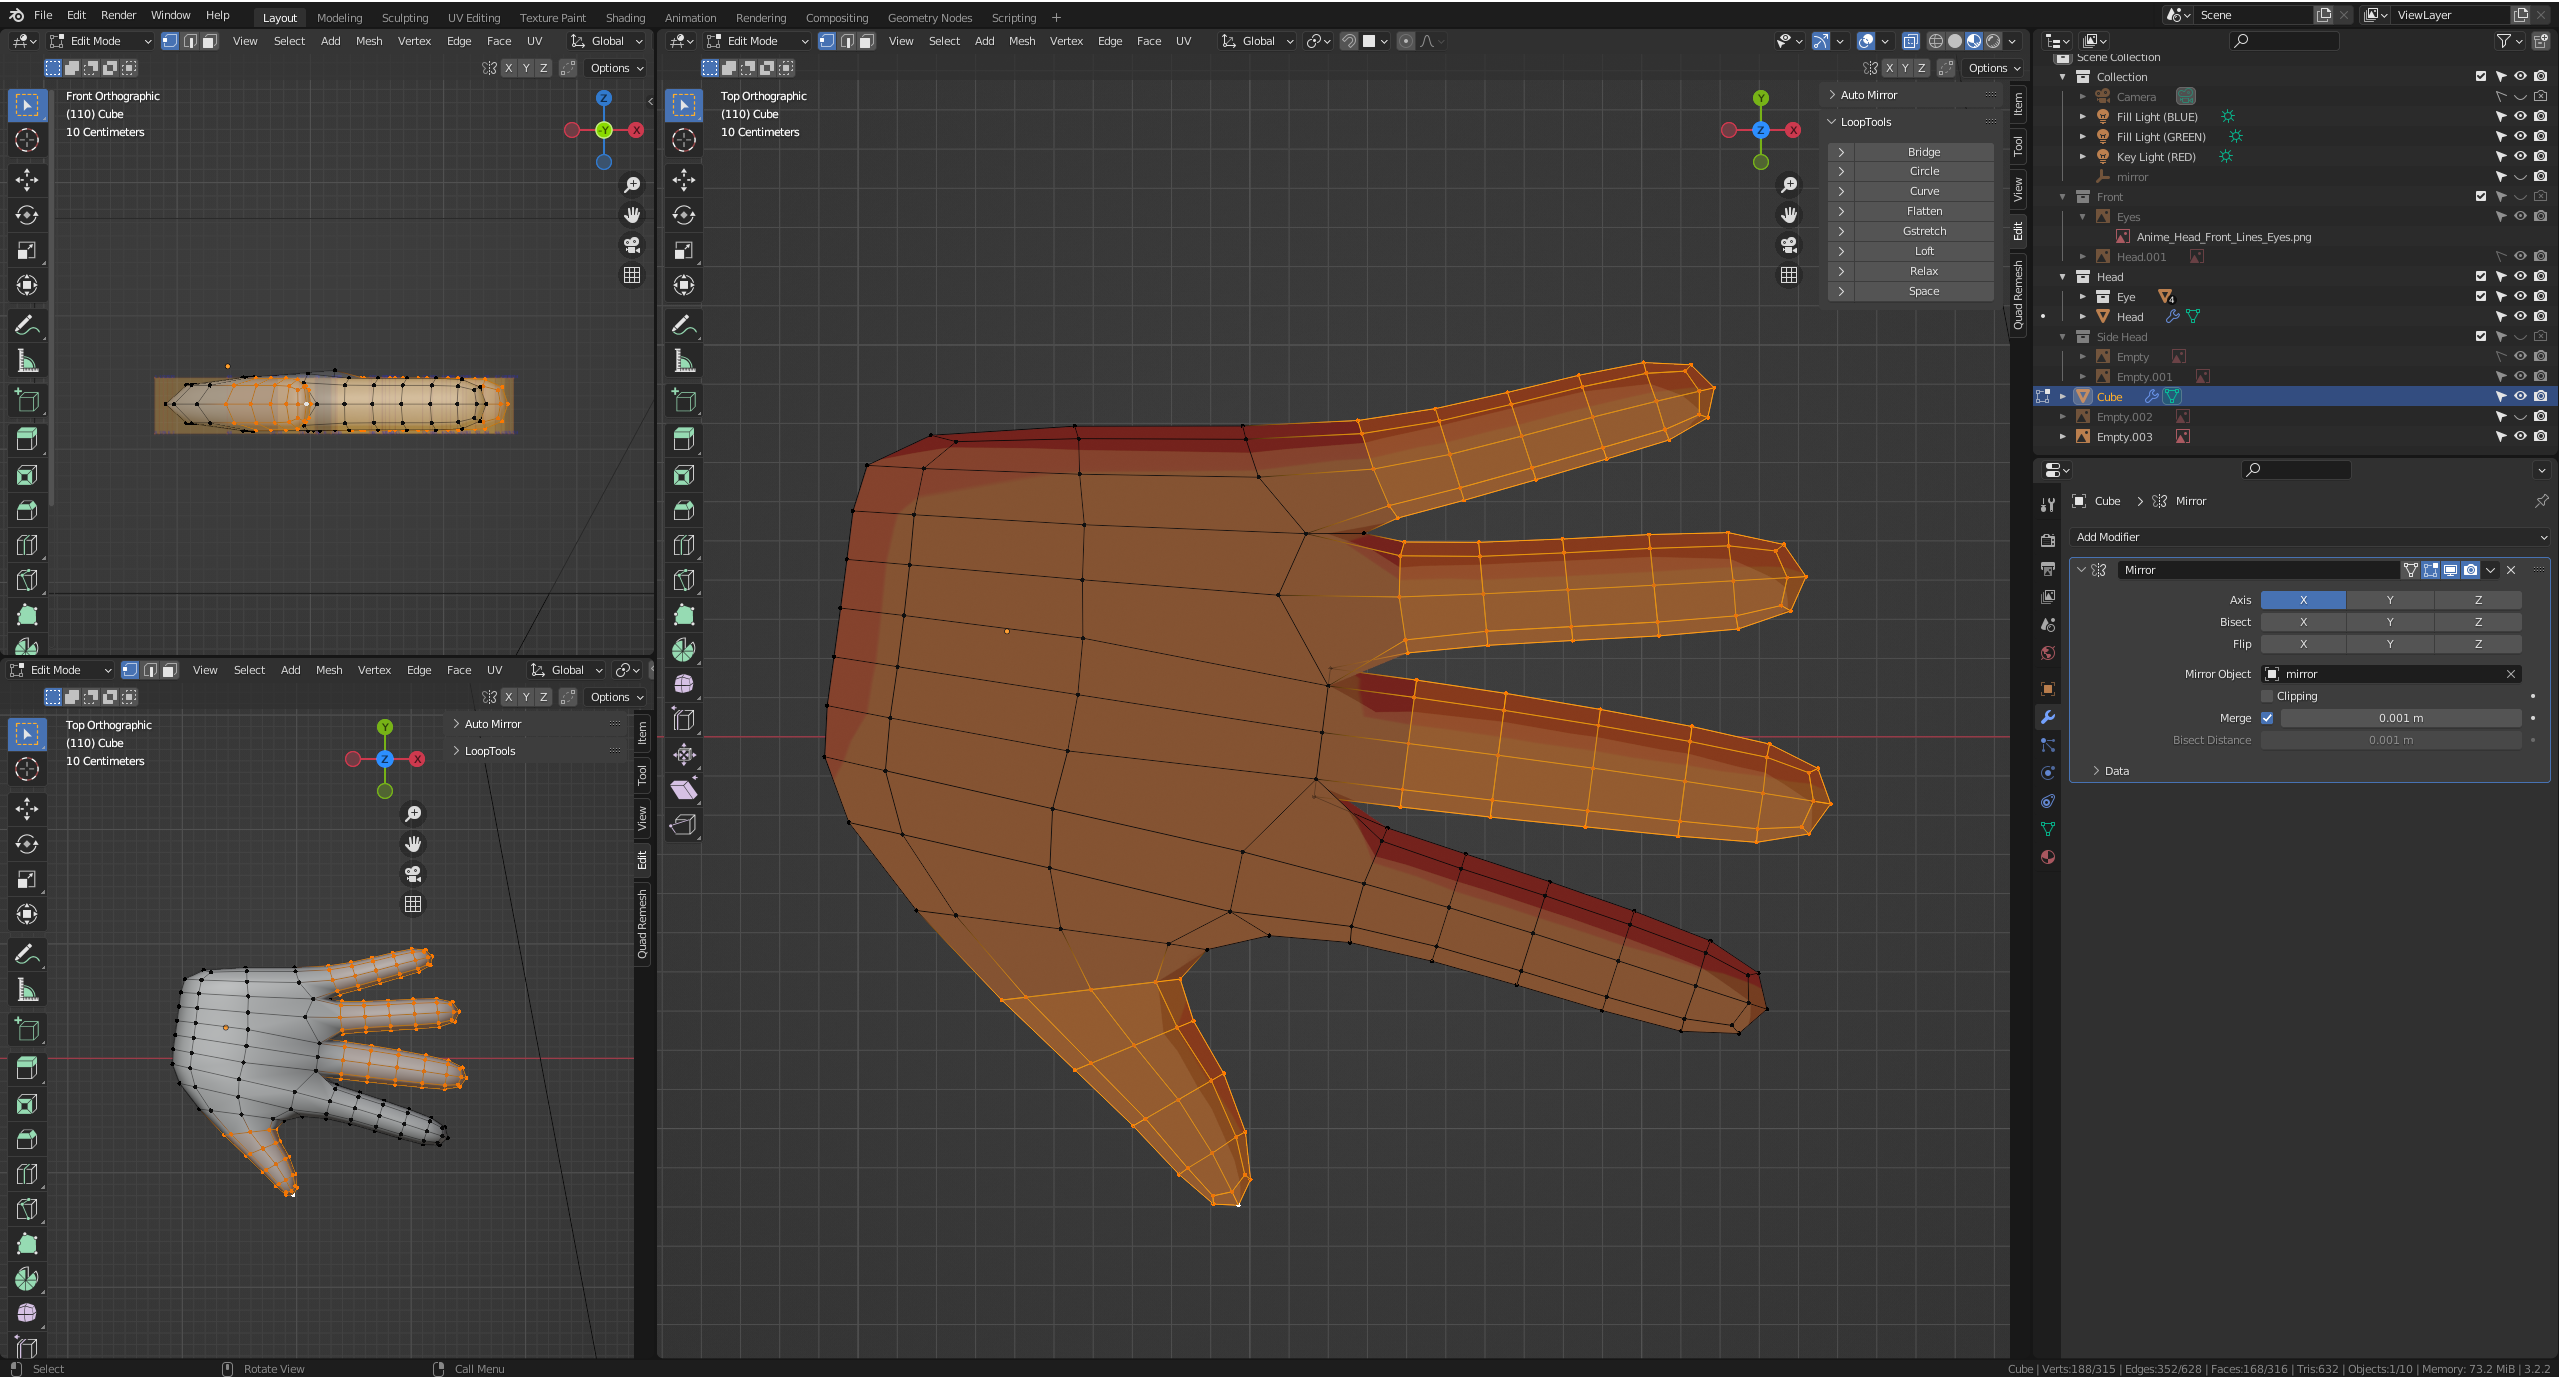 File Edit Render Window Help Layout Modeling Sculpting UV Editing Texture Paint Shading Animation Rendering Compositing Geometry Nodes Scripting + Scene ViewLayer
Edit Mode View Select Add Mesh Vertex Edge Face UV Global
X Y Z Options
Front Orthographic
(110) Cube
10 Centimeters
Z
-Y
X
Edit Mode View Select Add Mesh Vertex Edge Face UV Global
X Y Z Options
Top Orthographic
(110) Cube
10 Centimeters
Y
Z
X
Auto Mirror
LoopTools
Bridge
Circle
Curve
Flatten
Gstretch
Loft
Relax
Space
Item
Tool
View
Edit
Quad Remesh
Edit Mode View Select Add Mesh Vertex Edge Face UV Global
X Y Z Options
Top Orthographic
(110) Cube
10 Centimeters
Y
Z
X
Auto Mirror
LoopTools
Item
Tool
View
Edit
Quad Remesh
Scene Collection
Collection
Camera
Fill Light (BLUE)
Fill Light (GREEN)
Key Light (RED)
mirror
Front
Eyes
Anime_Head_Front_Lines_Eyes.png
Head.001
Head
Eye 4
Head
Side Head
Empty
Empty.001
Cube
Empty.002
Empty.003
Cube Mirror
Add Modifier
Mirror
Axis X Y Z
Bisect X Y Z
Flip X Y Z
Mirror Object mirror
Clipping
Merge 0.001 m
Bisect Distance 0.001 m
Data
Select Rotate View Call Menu Cube | Verts:188/315 | Edges:352/628 | Faces:168/316 | Tris:632 | Objects:1/10 | Memory: 73.2 MiB | 3.2.2